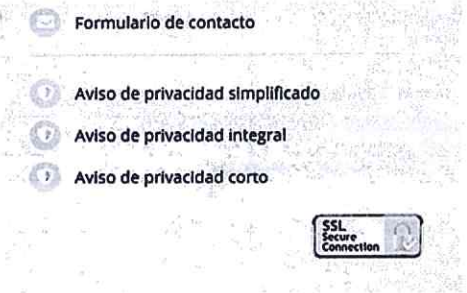 Formulario de contacto
Aviso de privacidad simplificado
Aviso de privacidad integral
Aviso de privacidad corto
SSL
Secure
Connection